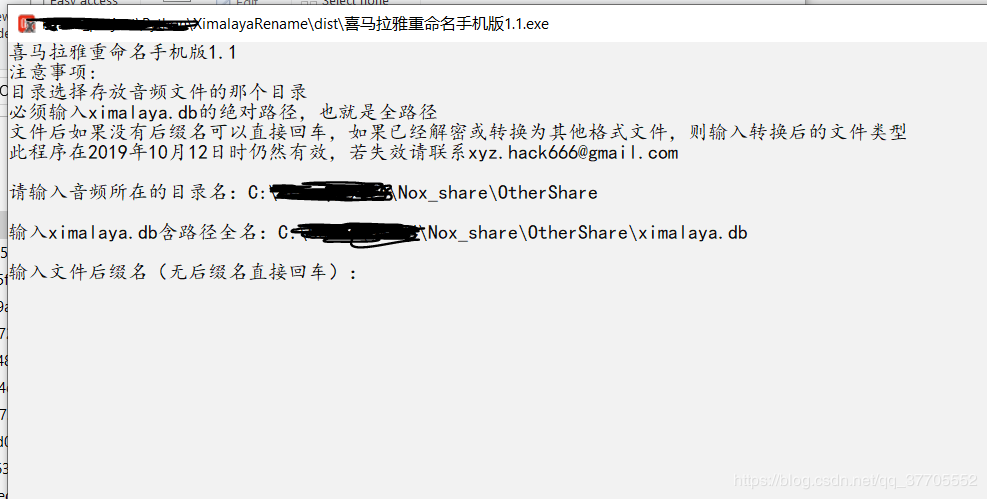 Easy access
Edit
Select none
\Python\XimalayaRename\dist\喜马拉雅重命名手机版1.1.exe
喜马拉雅重命名手机版1.1
注意事项：
目录选择存放音频文件的那个目录
必须输入ximalaya.db的绝对路径，也就是全路径
文件后如果没有后缀名可以直接回车，如果已经解密或转换为其他格式文件，则输入转换后的文件类型
此程序在2019年10月12日时仍然有效，若失效请联系xyz.hack666@gmail.com
请输入音频所在的目录名：C:\ \Nox_share\OtherShare
输入ximalaya.db含路径全名：C:\ \Nox_share\OtherShare\ximalaya.db
输入文件后缀名（无后缀名直接回车）：
https://blog.csdn.net/qq_37705552